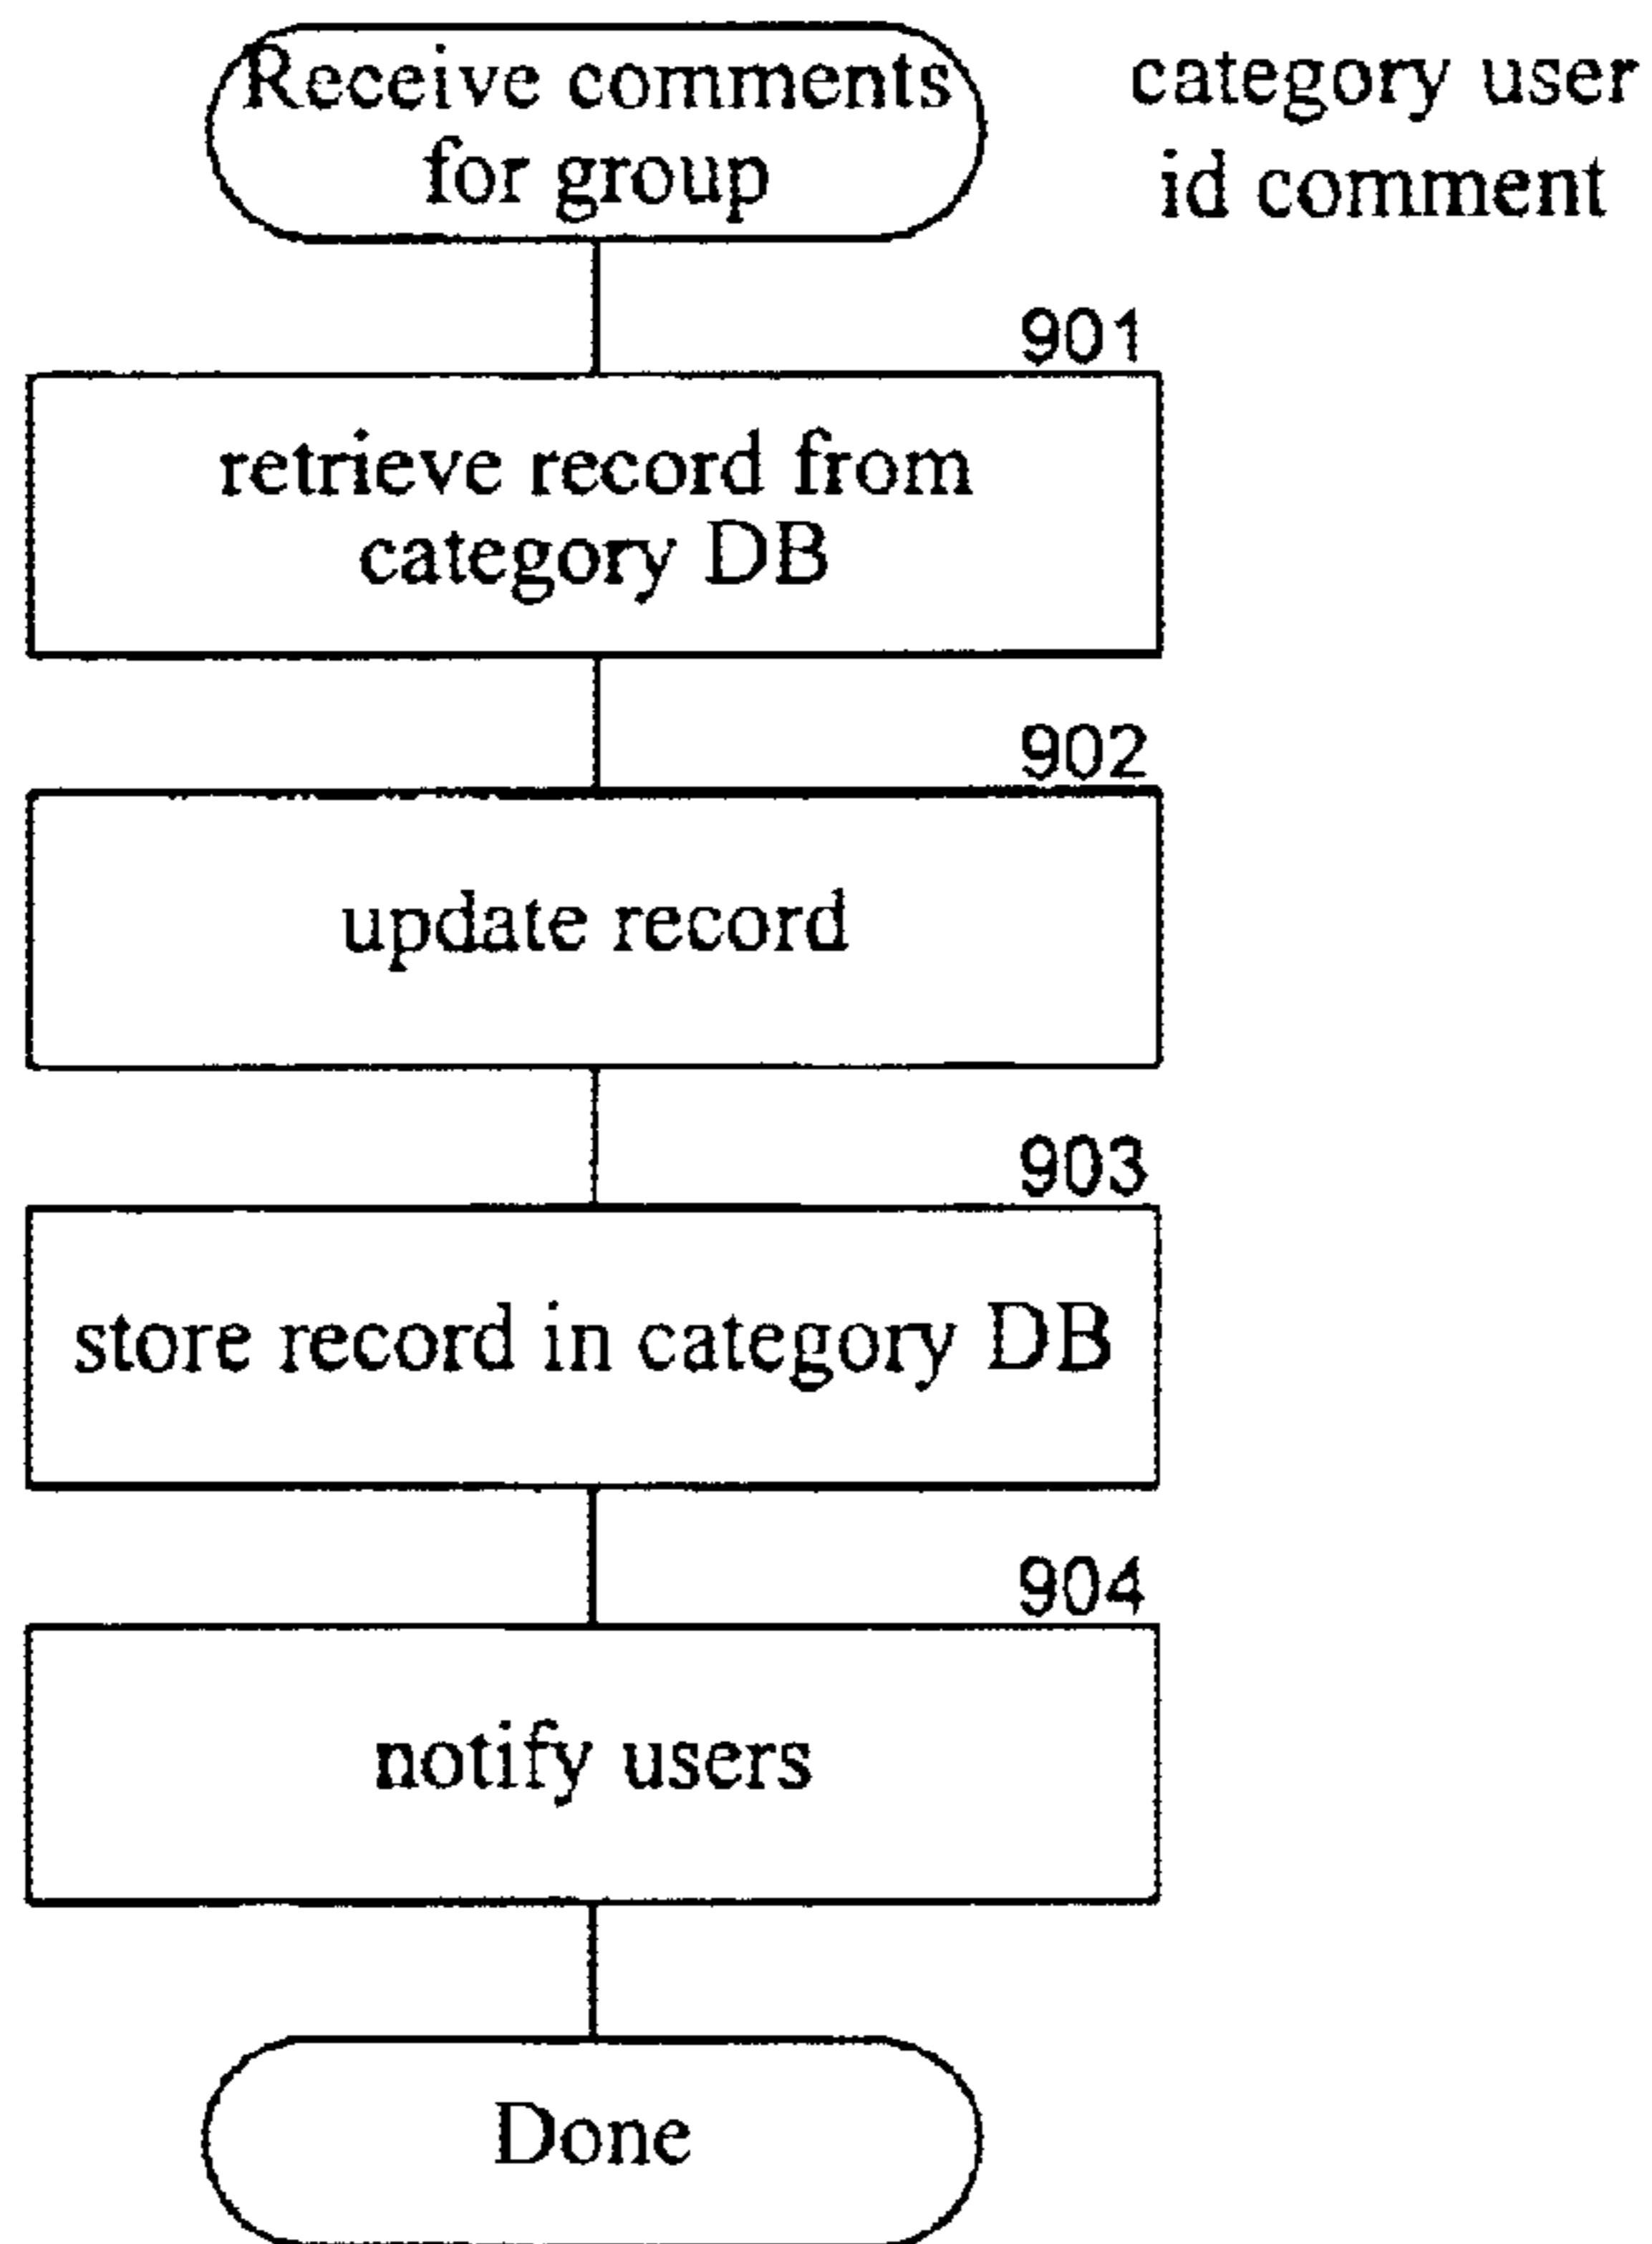 Receive comments
for group
category user
id comment
901
retrieve record from
category DB
902
update record
903
store record in category DB
904
notify users
Done